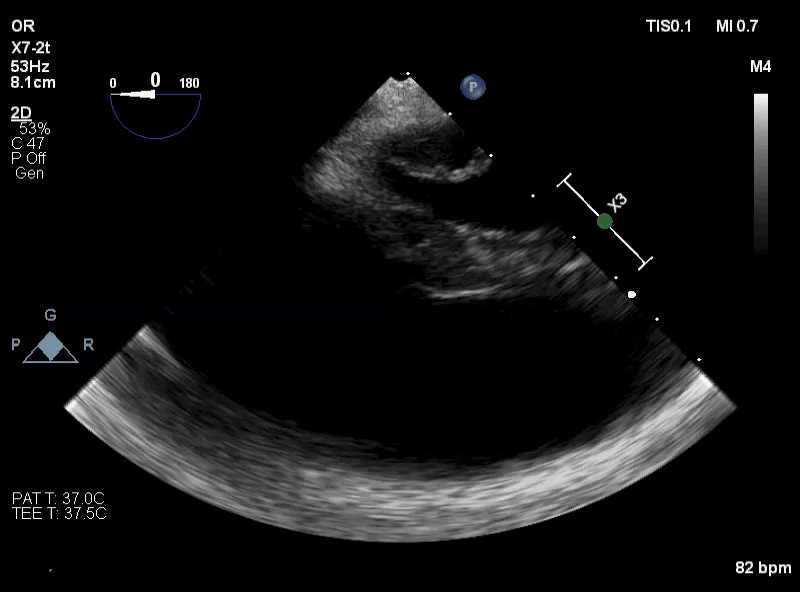 OR
X7-2t
53Hz
8.1cm
2D
53%
C 47
P Off
Gen
0 0 180
P
TIS0.1 MI 0.7
M4
X3
G
P R
PAT T: 37.0C
TEE T: 37.5C
82 bpm